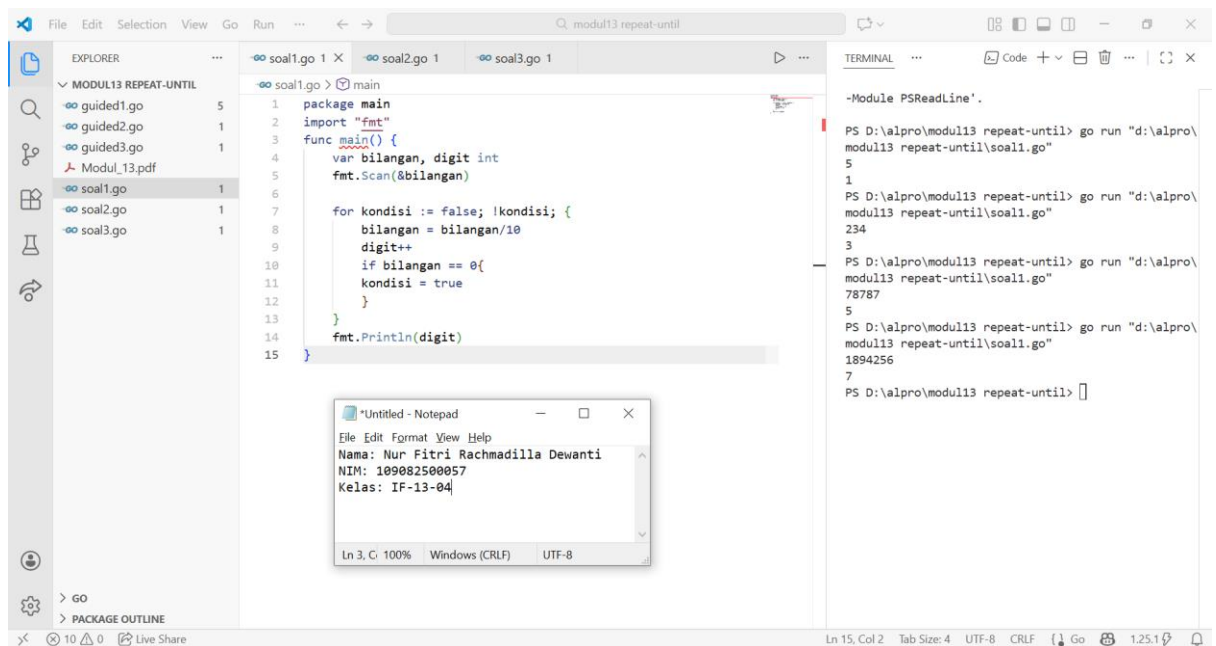 File Edit Selection View Go Run ··· ← → modul13 repeat-until
EXPLORER ···
MODUL13 REPEAT-UNTIL
guided1.go 5
guided2.go 1
guided3.go 1
Modul_13.pdf
soal1.go 1
soal2.go 1
soal3.go 1
> GO
> PACKAGE OUTLINE
soal1.go 1 × soal2.go 1 soal3.go 1 ···
soal1.go > main
1 package main
2 import "fmt"
3 func main() {
4     var bilangan, digit int
5     fmt.Scan(&bilangan)
6
7     for kondisi := false; !kondisi; {
8         bilangan = bilangan/10
9         digit++
10         if bilangan == 0{
11         kondisi = true
12         }
13     }
14     fmt.Println(digit)
15 }
*Untitled - Notepad
File Edit Format View Help
Nama: Nur Fitri Rachmadilla Dewanti
NIM: 109082500057
Kelas: IF-13-04
Ln 3, C 100% Windows (CRLF) UTF-8
TERMINAL ··· Code
-Module PSReadLine'.
PS D:\alpro\modul13 repeat-until> go run "d:\alpro\
modul13 repeat-until\soal1.go"
5
1
PS D:\alpro\modul13 repeat-until> go run "d:\alpro\
modul13 repeat-until\soal1.go"
234
3
PS D:\alpro\modul13 repeat-until> go run "d:\alpro\
modul13 repeat-until\soal1.go"
78787
5
PS D:\alpro\modul13 repeat-until> go run "d:\alpro\
modul13 repeat-until\soal1.go"
1894256
7
PS D:\alpro\modul13 repeat-until>
10 0 Live Share
Ln 15, Col 2 Tab Size: 4 UTF-8 CRLF Go 1.25.1